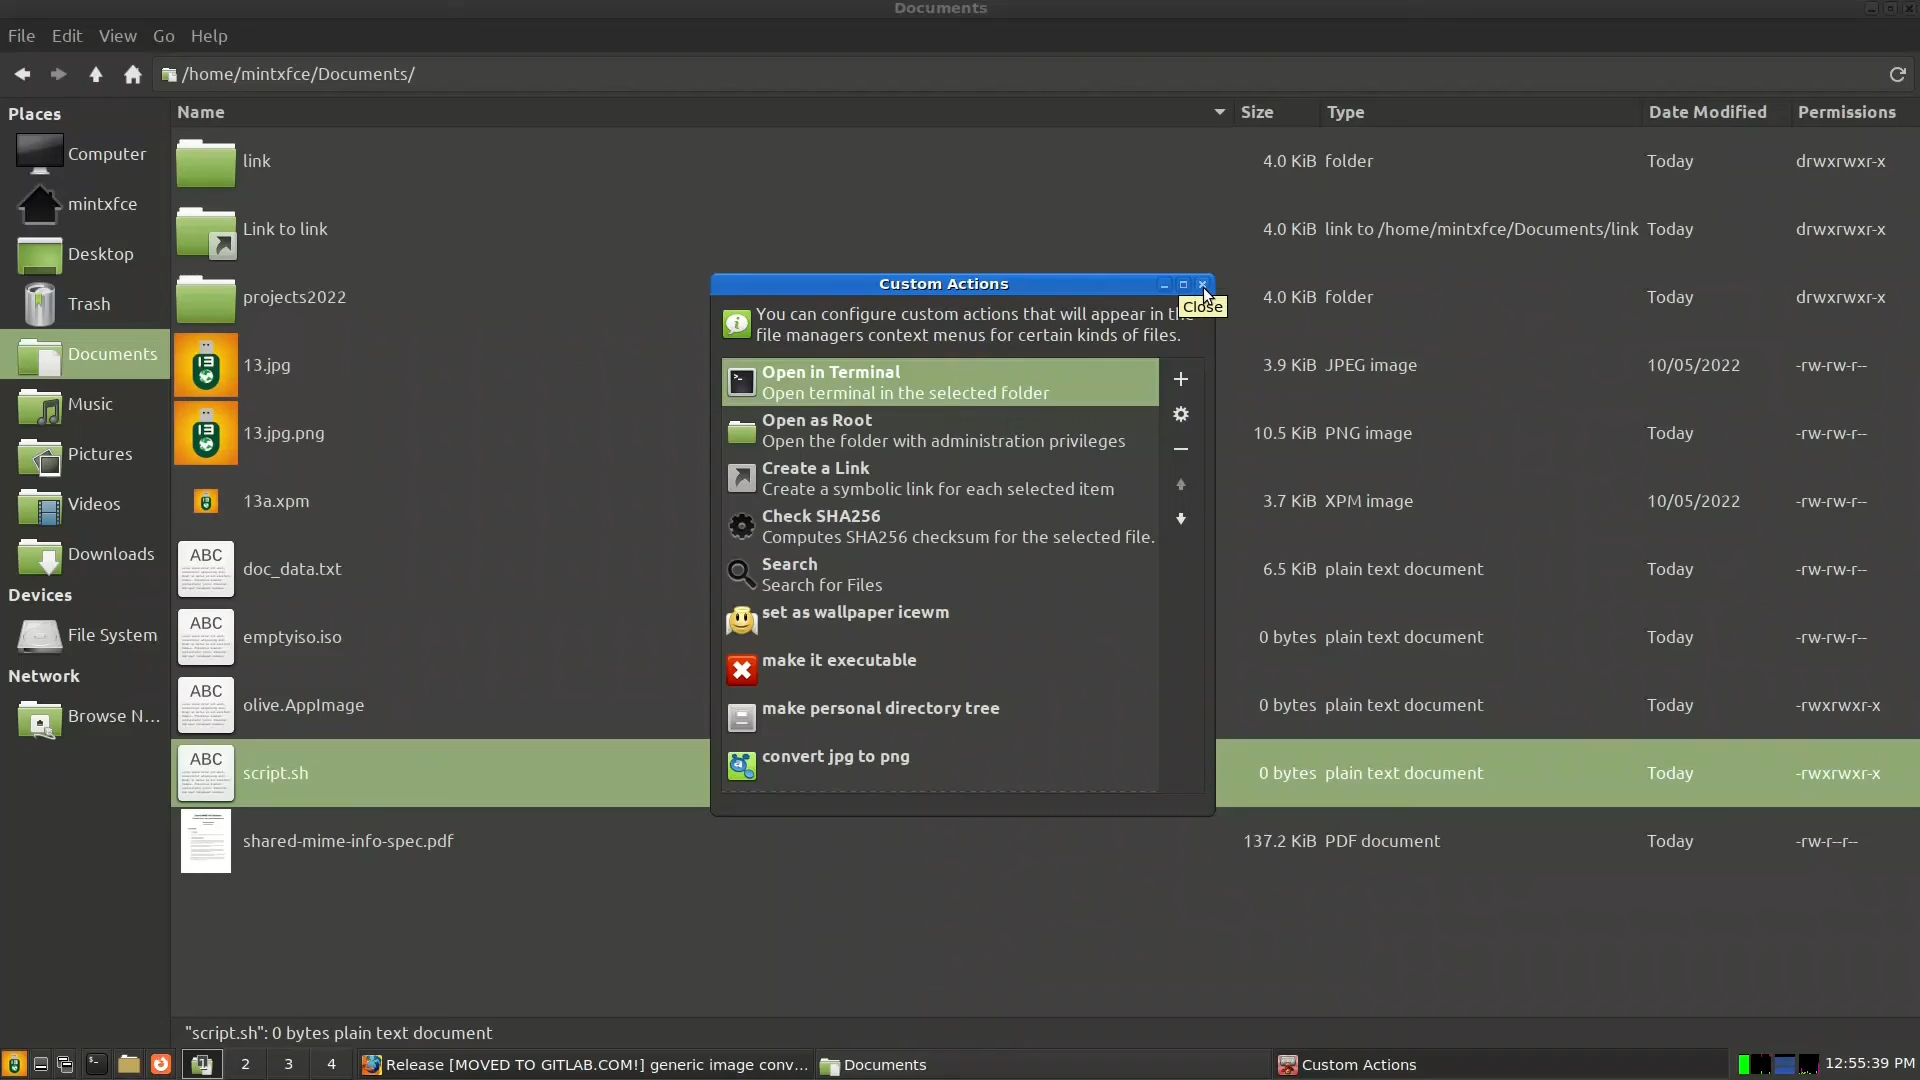 Documents
File Edit View Go Help
/home/mintxfce/Documents/
Places
Computer
mintxfce
Desktop
Trash
Documents
Music
Pictures
Videos
Downloads
Devices
File System
Network
Browse N...
Name Size Type Date Modified Permissions
link 4.0 KiB folder Today drwxrwxr-x
Link to link 4.0 KiB link to /home/mintxfce/Documents/link Today drwxrwxr-x
projects2022 4.0 KiB folder Today drwxrwxr-x
13.jpg 3.9 KiB JPEG image 10/05/2022 -rw-rw-r--
13.jpg.png 10.5 KiB PNG image Today -rw-rw-r--
13a.xpm 3.7 KiB XPM image 10/05/2022 -rw-rw-r--
ABC doc_data.txt 6.5 KiB plain text document Today -rw-rw-r--
ABC emptyiso.iso 0 bytes plain text document Today -rw-rw-r--
ABC olive.AppImage 0 bytes plain text document Today -rwxrwxr-x
ABC script.sh 0 bytes plain text document Today -rwxrwxr-x
shared-mime-info-spec.pdf 137.2 KiB PDF document Today -rw-r--r--
Custom Actions
Close
You can configure custom actions that will appear in
file managers context menus for certain kinds of files.
Open in Terminal
Open terminal in the selected folder
Open as Root
Open the folder with administration privileges
Create a Link
Create a symbolic link for each selected item
Check SHA256
Computes SHA256 checksum for the selected file.
Search
Search for Files
set as wallpaper icewm
make it executable
make personal directory tree
convert jpg to png
"script.sh": 0 bytes plain text document
1 2 3 4 Release [MOVED TO GITLAB.COM!] generic image conv... Documents Custom Actions 12:55:39 PM